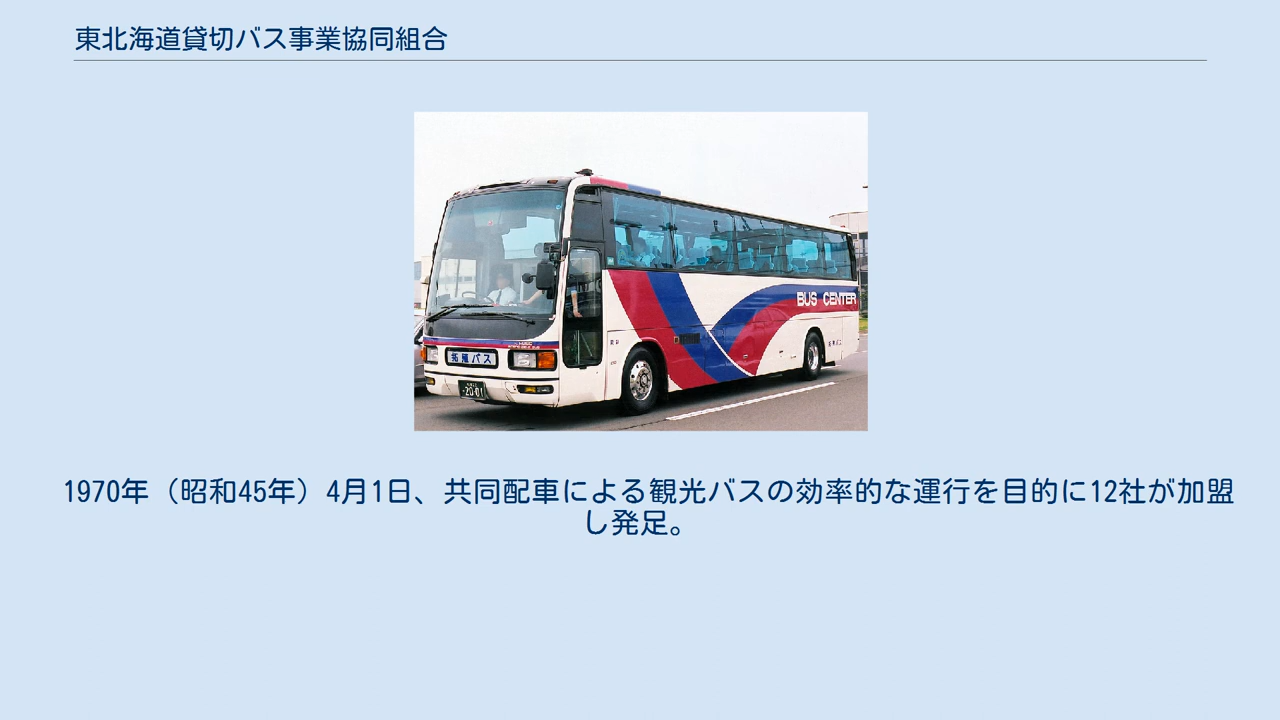 東北海道貸切バス事業協同組合
BUS CENTER
拓殖バス
・20-01
1970年（昭和45年）4月1日、共同配車による観光バスの効率的な運行を目的に12社が加盟
し発足。